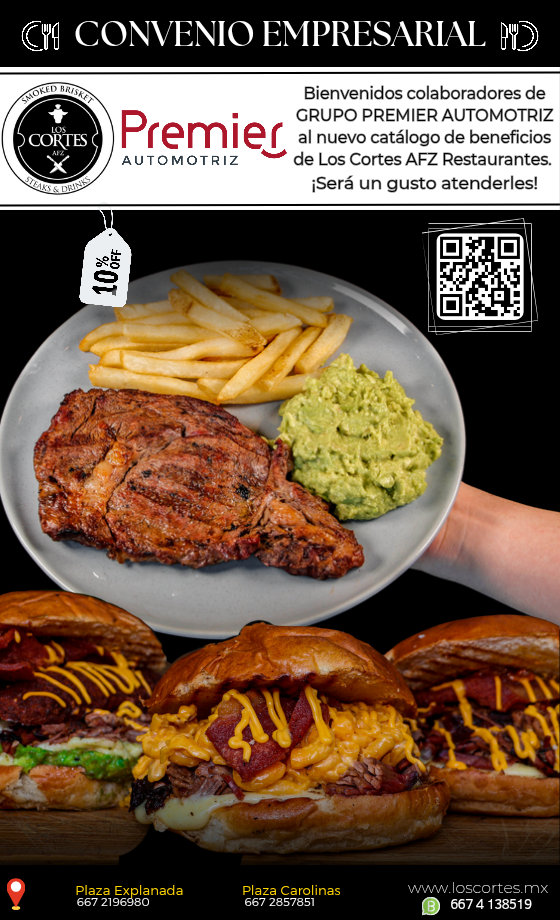 CONVENIO EMPRESARIAL
SMOKED BRISKET
LOS
CORTES
AFZ
STEAKS & DRINKS
Premier
AUTOMOTRIZ
Bienvenidos colaboradores de
GRUPO PREMIER AUTOMOTRIZ
al nuevo catálogo de beneficios
de Los Cortes AFZ Restaurantes.
¡Será un gusto atenderles!
10% OFF
Plaza Explanada
667 2196980
Plaza Carolinas
667 2857851
www.loscortes.mx
B 667 4 138519